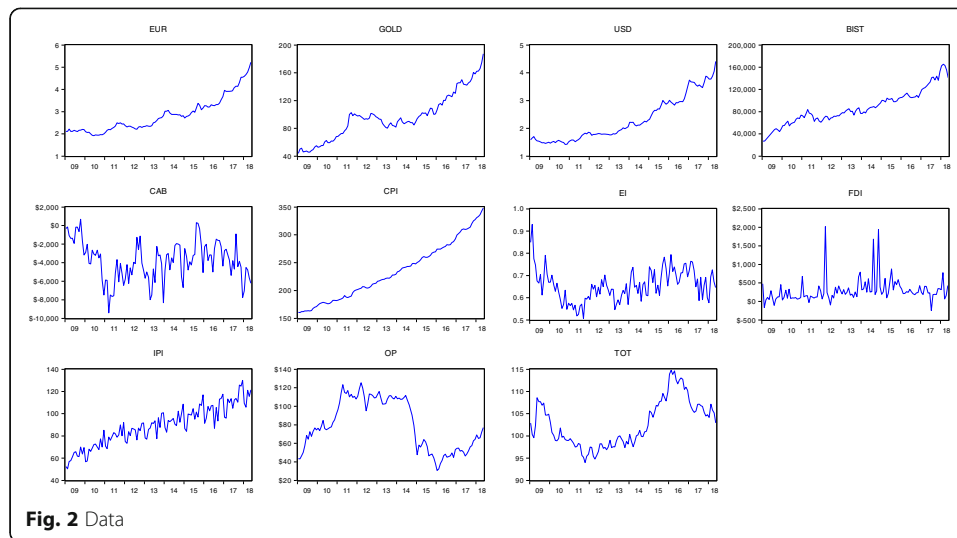 EUR GOLD USD BIST
6 200 5 200,000
5 160 4 160,000
4 120 3 120,000
3 80 2 80,000
2 40 1 40,000
1 0
09 10 11 12 13 14 15 16 17 18 09 10 11 12 13 14 15 16 17 18 09 10 11 12 13 14 15 16 17 18 09 10 11 12 13 14 15 16 17 18
CAB CPI EI FDI
$2,000 350 1.0 $2,500
$0 300 0.9 $2,000
$-2,000 250 0.8 $1,500
$-4,000 200 0.7 $1,000
$-6,000 150 0.6 $500
$-8,000 0.5 $0
$-10,000 $-500
09 10 11 12 13 14 15 16 17 18 09 10 11 12 13 14 15 16 17 18 09 10 11 12 13 14 15 16 17 18 09 10 11 12 13 14 15 16 17 18
IPI OP TOT
140 $140 115
120 $120 110
100 $100 105
80 $80 100
60 $60 95
40 $40 90
$20
09 10 11 12 13 14 15 16 17 18 09 10 11 12 13 14 15 16 17 18 09 10 11 12 13 14 15 16 17 18
Fig. 2 Data